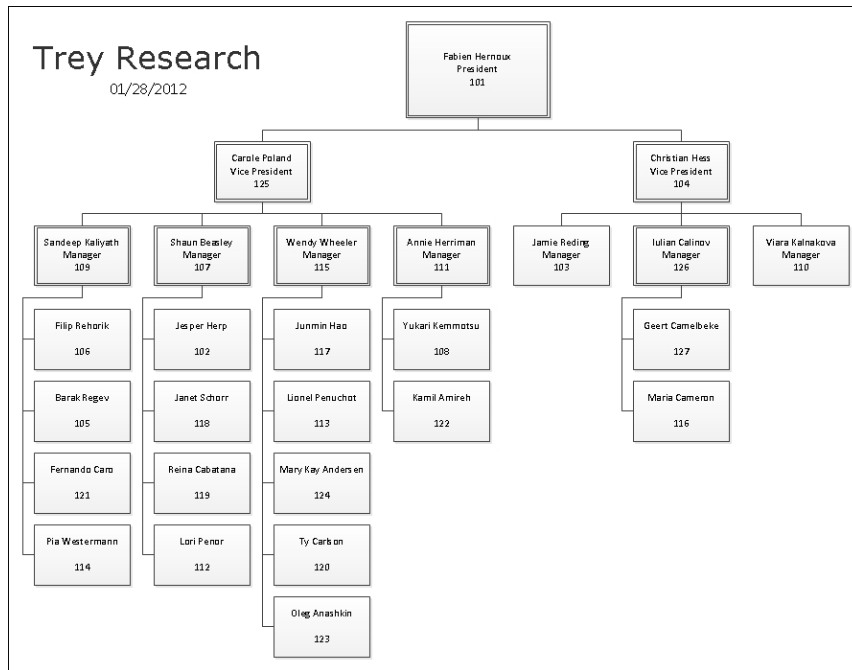 Trey Research
01/28/2012
Fabien Hernoux
President
101
Carole Poland
Vice President
125
Christian Hess
Vice President
104
Sandeep Kaliyath
Manager
109
Shaun Beasley
Manager
107
Wendy Wheeler
Manager
115
Annie Herriman
Manager
111
Jamie Reding
Manager
103
Iulian Calinov
Manager
126
Viara Kalnakova
Manager
110
Filip Rehorik
106
Jesper Herp
102
Junmin Hao
117
Yukari Kemmotsu
108
Geert Camelbeke
127
Barak Regev
105
Janet Schorr
118
Lionel Penuchot
113
Kamil Amireh
122
Maria Cameron
116
Fernando Caro
121
Reina Cabatana
119
Mary Kay Andersen
124
Pia Westermann
114
Lori Penor
112
Ty Carlson
120
Oleg Anashkin
123